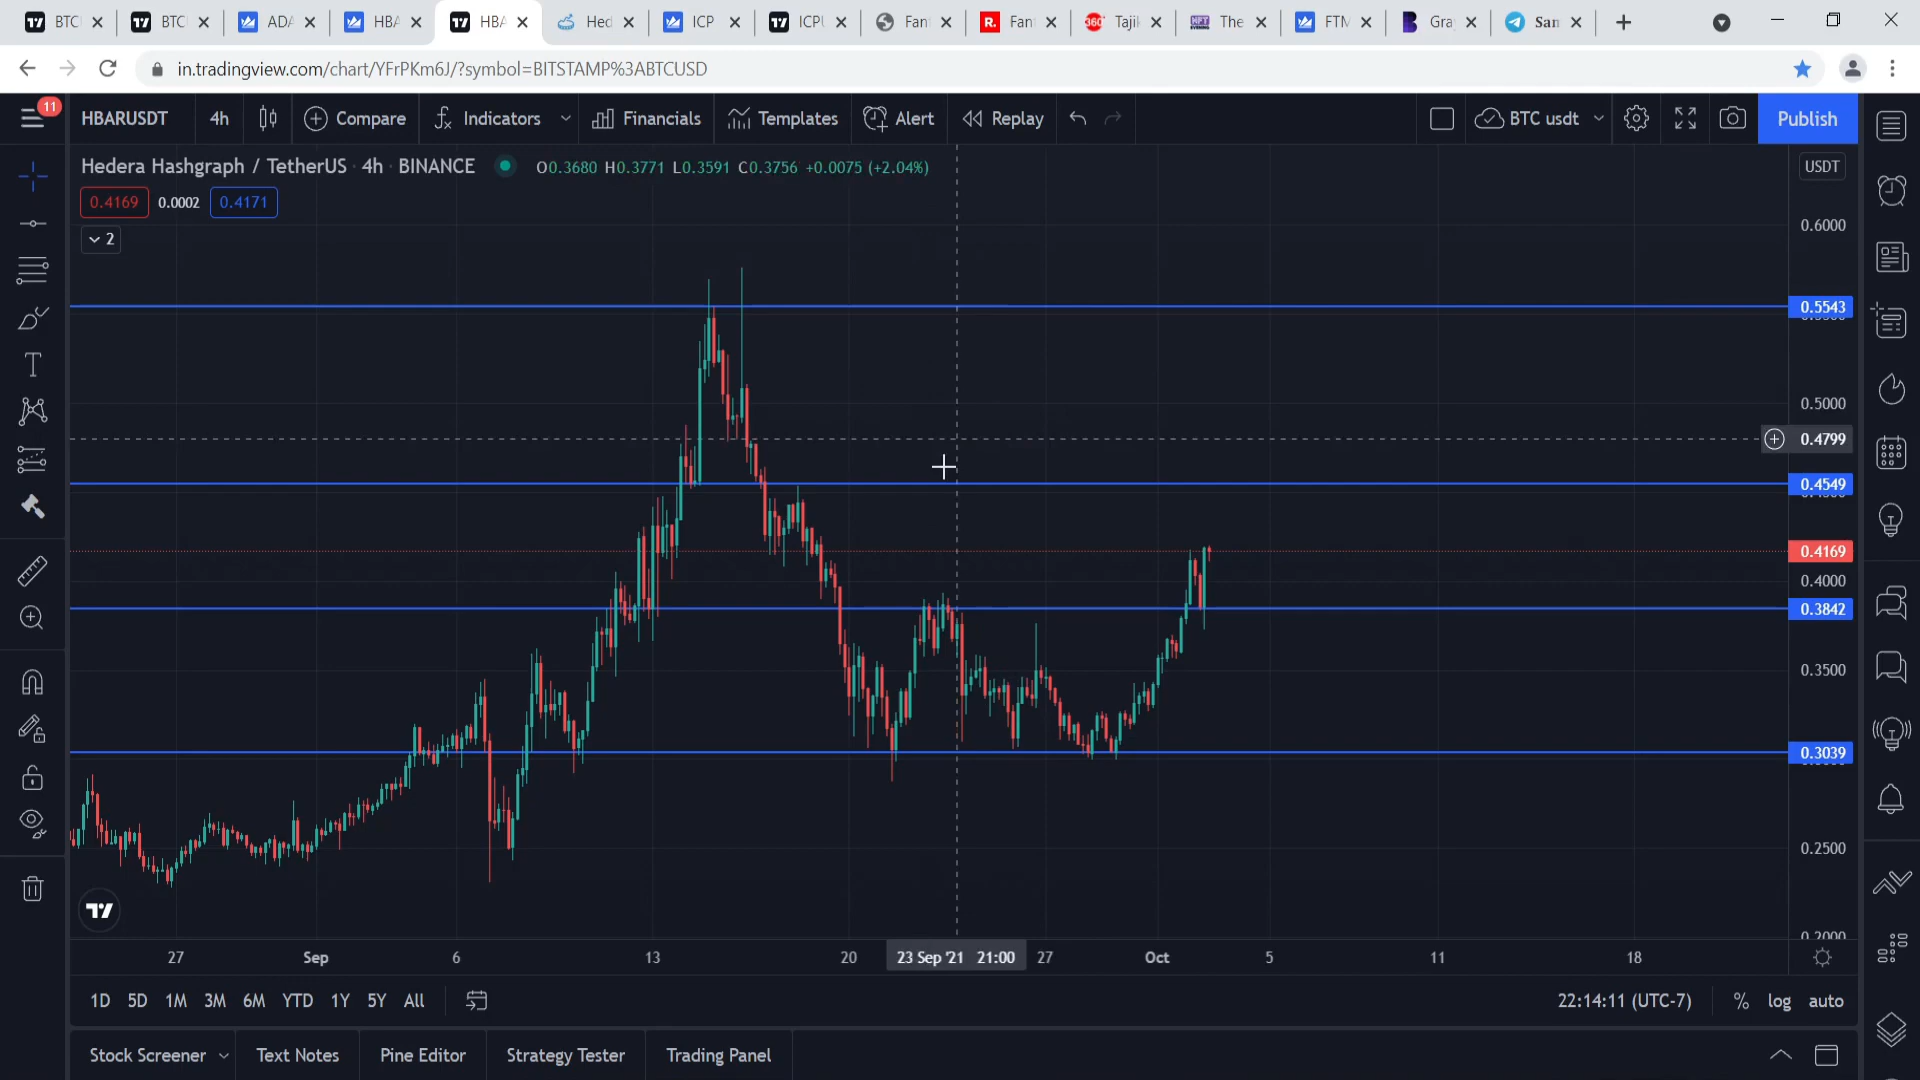 BTC
BTC
ADA
HBA
HBA
Hed
ICP
ICPU
Fan
Fan
Taji
The
FTM
Gra
San
in.tradingview.com/chart/YFrPKm6J/?symbol=BITSTAMP%3ABTCUSD
11
HBARUSDT
4h
Compare
Indicators
Financials
Templates
Alert
Replay
BTC usdt
Publish
Hedera Hashgraph / TetherUS · 4h · BINANCE
O0.3680 H0.3771 L0.3591 C0.3756 +0.0075 (+2.04%)
USDT
0.4169 0.0002 0.4171
2
0.6000
0.5543
0.5000
0.4799
0.4549
0.4169
0.4000
0.3842
0.3500
0.3039
0.2500
0.2000
27 Sep 6 13 20 23 Sep '21 21:00 27 Oct 5 11 18
1D 5D 1M 3M 6M YTD 1Y 5Y All
22:14:11 (UTC-7) % log auto
Stock Screener Text Notes Pine Editor Strategy Tester Trading Panel